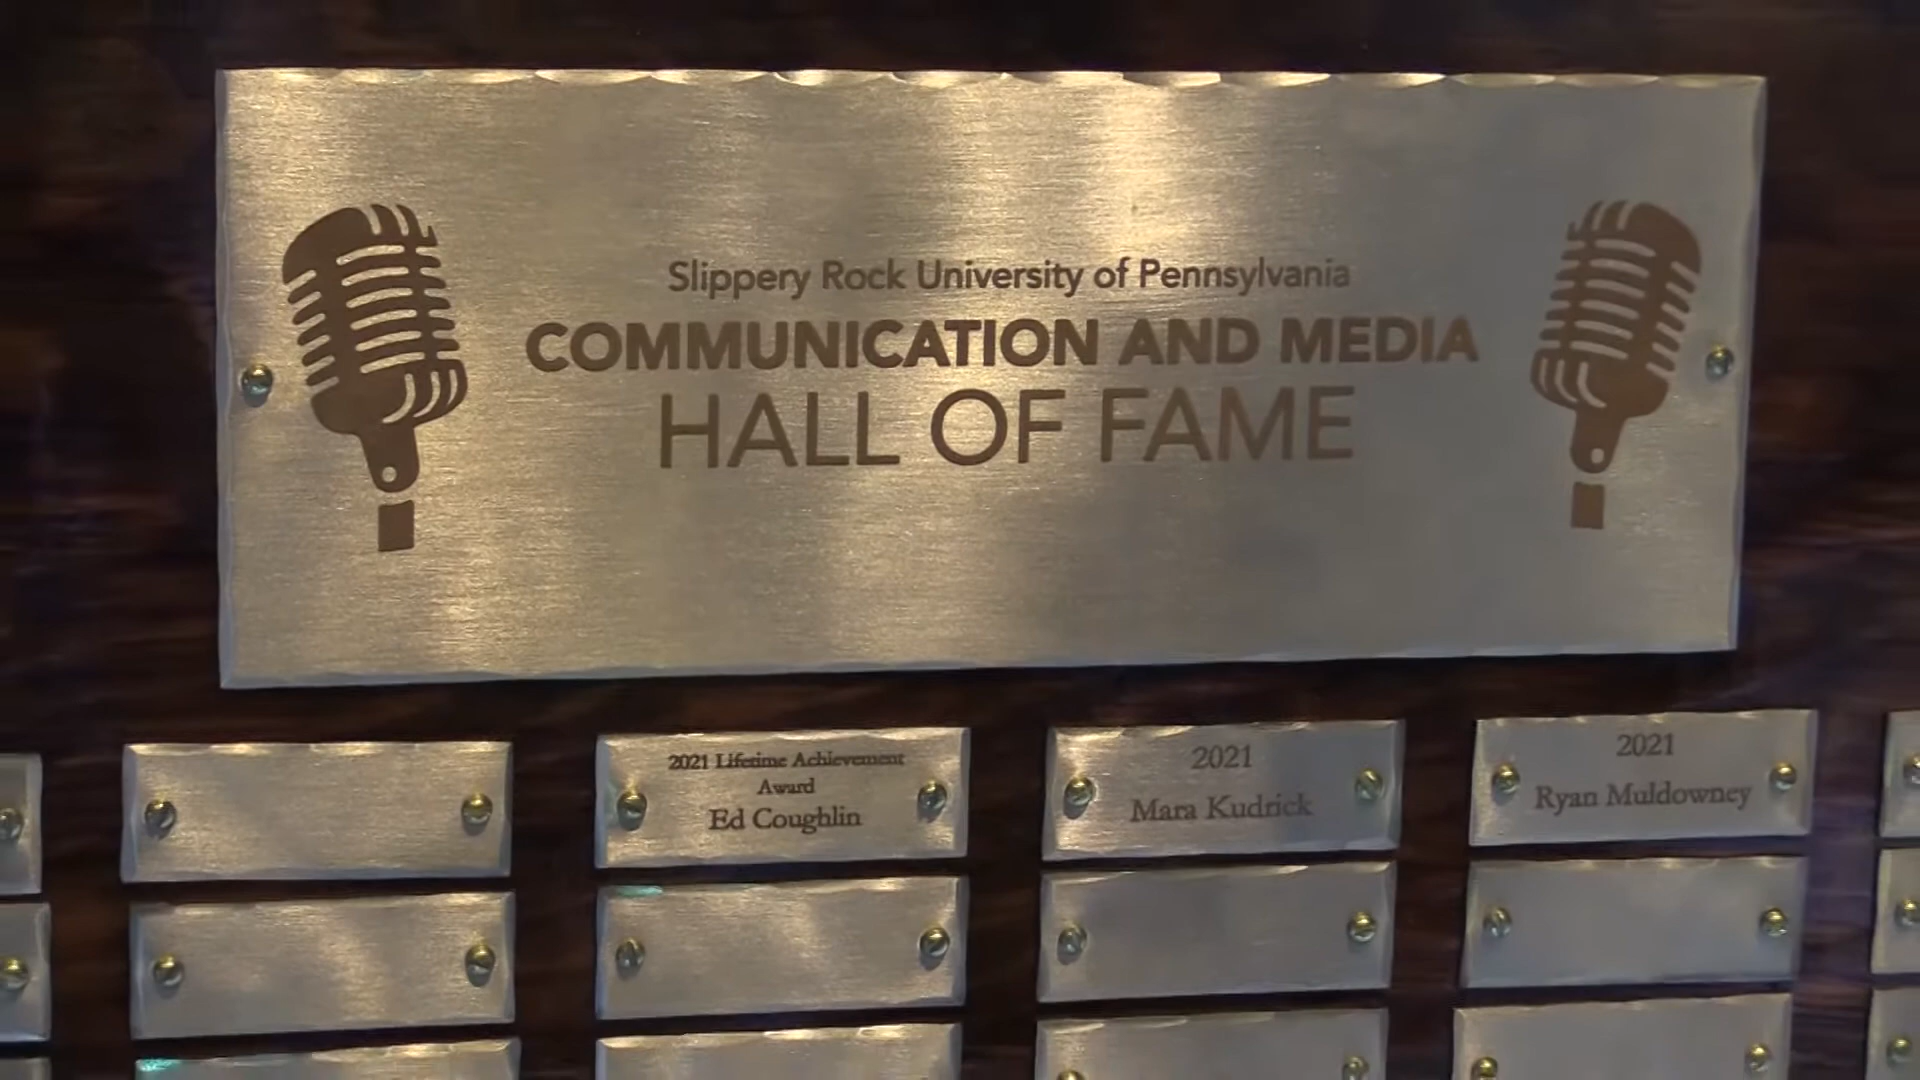 Slippery Rock University of Pennsylvania
COMMUNICATION AND MEDIA
HALL OF FAME
2021 Lifetime Achievement
Award
Ed Coughlin
2021
Mara Kudrick
2021
Ryan Muldowney